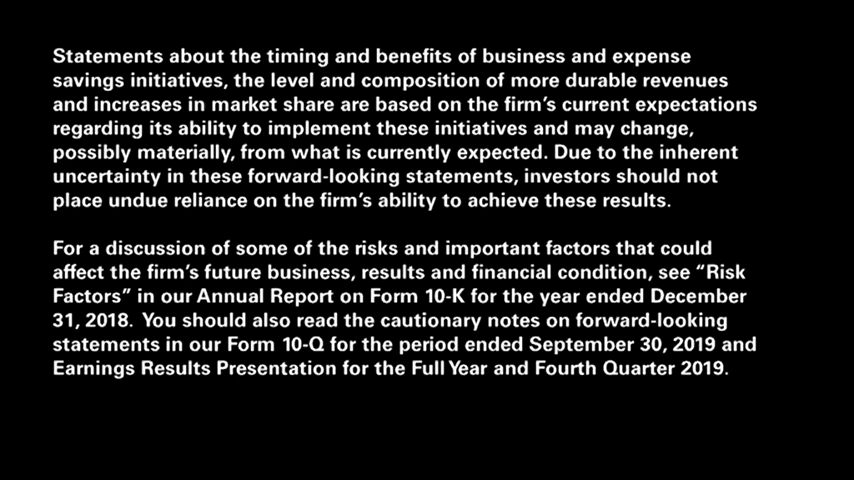 Statements about the timing and benefits of business and expense
savings initiatives, the level and composition of more durable revenues
and increases in market share are based on the firm's current expectations
regarding its ability to implement these initiatives and may change,
possibly materially, from what is currently expected. Due to the inherent
uncertainty in these forward-looking statements, investors should not
place undue reliance on the firm's ability to achieve these results.
For a discussion of some of the risks and important factors that could
affect the firm's future business, results and financial condition, see “Risk
Factors” in our Annual Report on Form 10-K for the year ended December
31, 2018. You should also read the cautionary notes on forward-looking
statements in our Form 10-Q for the period ended September 30, 2019 and
Earnings Results Presentation for the Full Year and Fourth Quarter 2019.